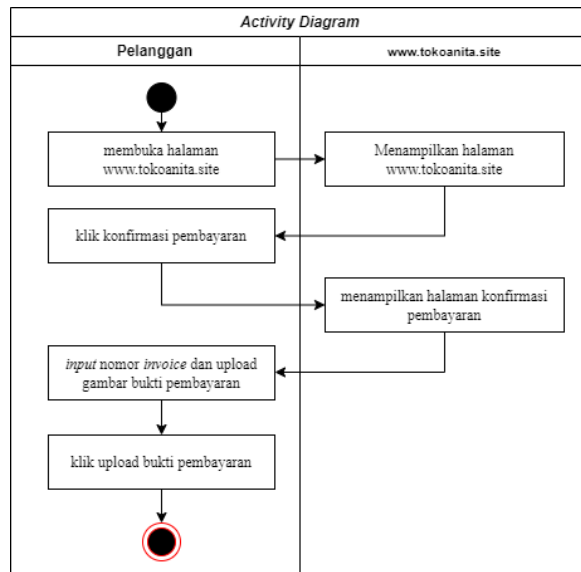 Activity Diagram
Pelanggan
www.tokoanita.site
membuka halaman
www.tokoanita.site
Menampilkan halaman
www.tokoanita.site
klik konfirmasi pembayaran
menampilkan halaman konfirmasi
pembayaran
input nomor invoice dan upload
gambar bukti pembayaran
klik upload bukti pembayaran